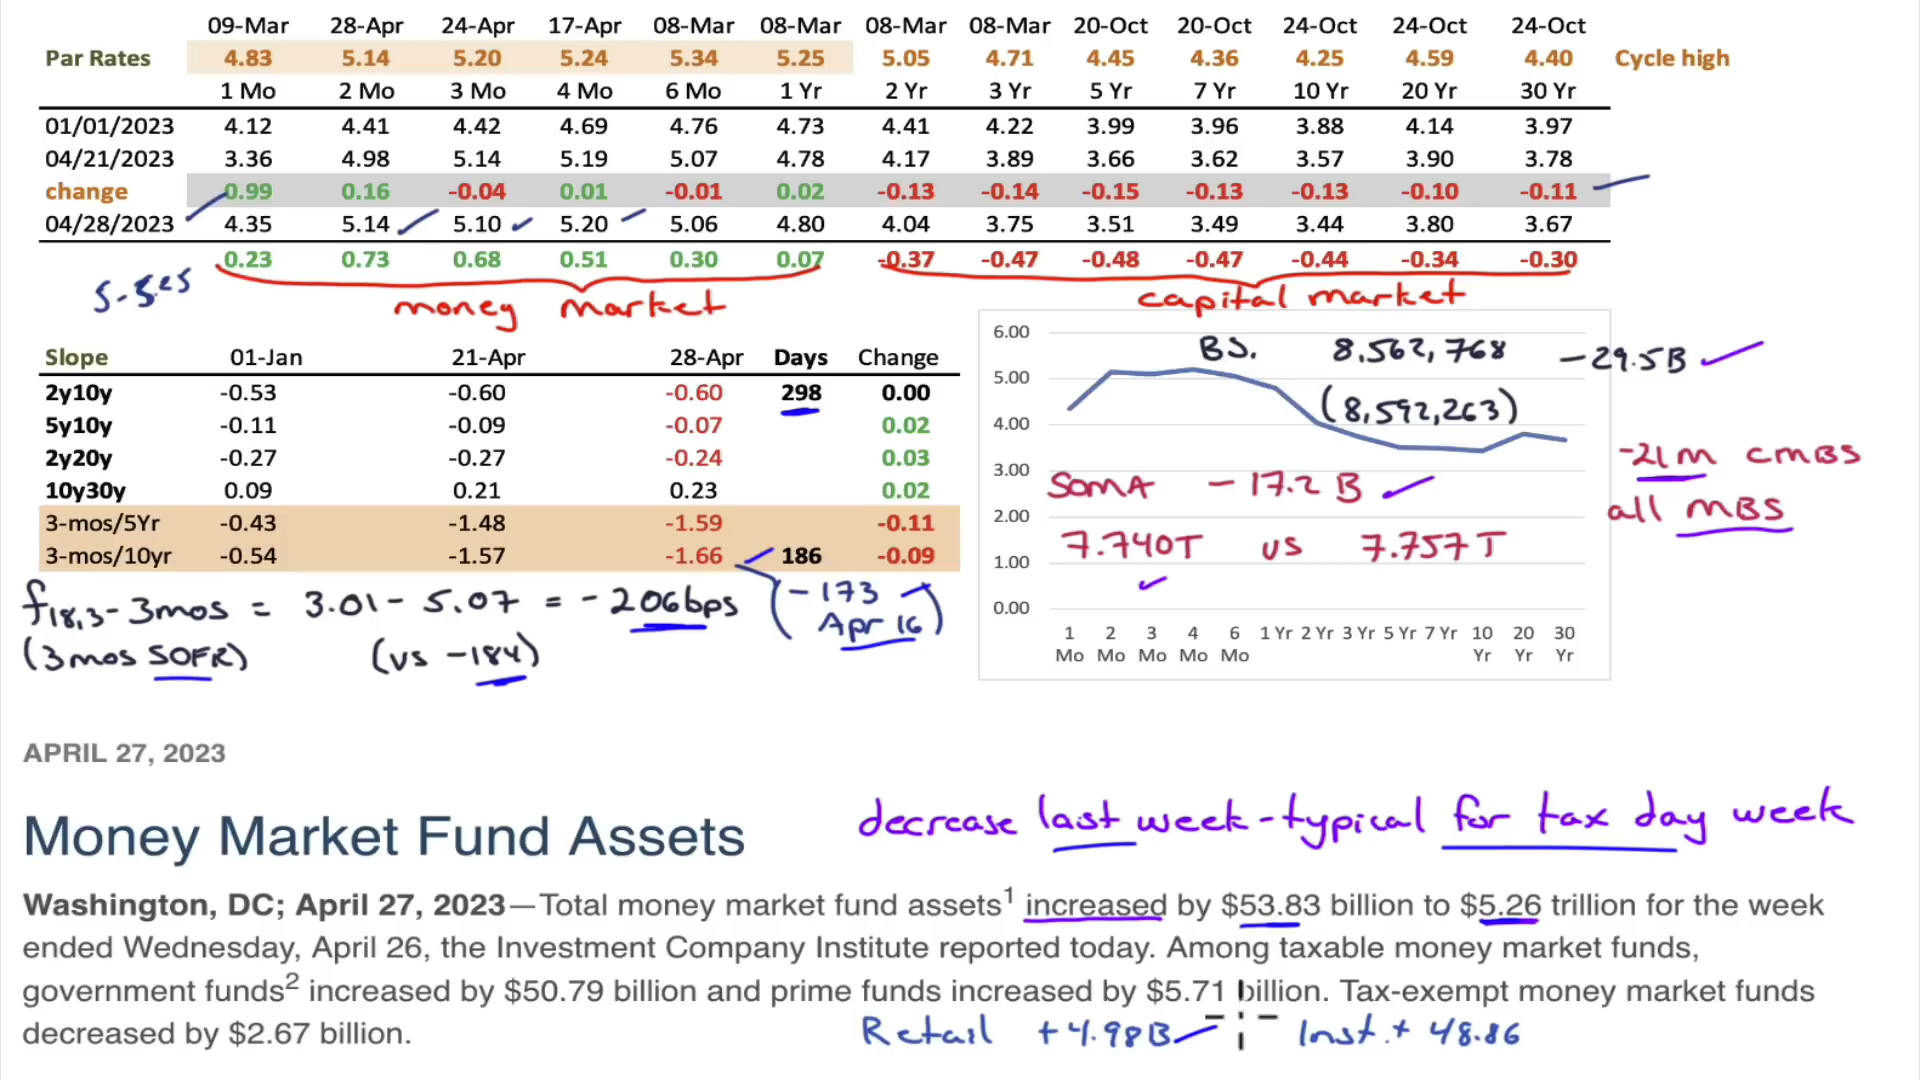 09-Mar 28-Apr 24-Apr 17-Apr 08-Mar 08-Mar 08-Mar 08-Mar 20-Oct 20-Oct 24-Oct 24-Oct 24-Oct
Par Rates 4.83 5.14 5.20 5.24 5.34 5.25 5.05 4.71 4.45 4.36 4.25 4.59 4.40 Cycle high
1 Mo 2 Mo 3 Mo 4 Mo 6 Mo 1 Yr 2 Yr 3 Yr 5 Yr 7 Yr 10 Yr 20 Yr 30 Yr
01/01/2023 4.12 4.41 4.42 4.69 4.76 4.73 4.41 4.22 3.99 3.96 3.88 4.14 3.97
04/21/2023 3.36 4.98 5.14 5.19 5.07 4.78 4.17 3.89 3.66 3.62 3.57 3.90 3.78
change 0.99 0.16 -0.04 0.01 -0.01 0.02 -0.13 -0.14 -0.15 -0.13 -0.13 -0.10 -0.11
04/28/2023 4.35 5.14 5.10 5.20 5.06 4.80 4.04 3.75 3.51 3.49 3.44 3.80 3.67
0.23 0.73 0.68 0.51 0.30 0.07 -0.37 -0.47 -0.48 -0.47 -0.44 -0.34 -0.30
5-5.25
money market
capital market
Slope 01-Jan 21-Apr 28-Apr Days Change
2y10y -0.53 -0.60 -0.60 298 0.00
5y10y -0.11 -0.09 -0.07 0.02
2y20y -0.27 -0.27 -0.24 0.03
10y30y 0.09 0.21 0.23 0.02
3-mos/5Yr -0.43 -1.48 -1.59 -0.11
3-mos/10yr -0.54 -1.57 -1.66 186 -0.09
f18,3 - 3mos = 3.01 - 5.07 = - 206bps
(3mos SOFR) (vs -184)
(-173
Apr 16)
6.00
5.00
4.00
3.00
2.00
1.00
0.00
1 Mo 2 Mo 3 Mo 4 Mo 6 Mo 1 Yr 2 Yr 3 Yr 5 Yr 7 Yr 10 Yr 20 Yr 30 Yr
BS. 8,562,768 -29.5B
(8,592,263)
SOMA - 17.2 B
7.740T vs 7.757T
-21M CMBS
all MBS
APRIL 27, 2023
Money Market Fund Assets
decrease last week-typical for tax day week
Washington, DC; April 27, 2023—Total money market fund assets¹ increased by $53.83 billion to $5.26 trillion for the week
ended Wednesday, April 26, the Investment Company Institute reported today. Among taxable money market funds,
government funds² increased by $50.79 billion and prime funds increased by $5.71 billion. Tax-exempt money market funds
decreased by $2.67 billion.
Retail +4.98B Inst.+ 48.86